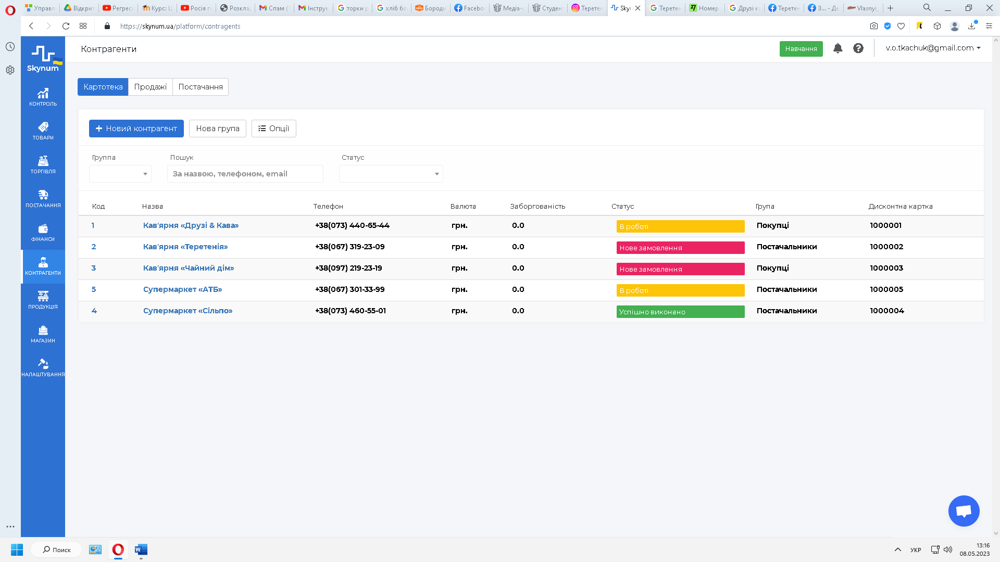 Управл
Відкрит
Регрес
Курс: Ц
Росія г
Розкла
Спам (
Інструк
торки р
хліб бо
Бороди
Facebo
Медіа-
Студен
Теретен
Sky
Теретен
Номер
Друзі к
Теретен
З... - Де
Vlasnyi_
https://skynum.ua/platform/contragents
Skynum
КОНТРОЛЬ
ТОВАРИ
ТОРГІВЛЯ
ПОСТАЧАННЯ
ФІНАНСИ
КОНТРАГЕНТИ
ПРОДУКЦІЯ
МАГАЗИН
НАЛАШТУВАННЯ
Контрагенти
Навчання
v.o.tkachuk@gmail.com
Картотека Продажі Постачання
Новий контрагент Нова група Опції
Группа Пошук Статус
За назвою, телефоном, email
Код Назва Телефон Валюта Заборгованість Статус Група Дисконтна картка
1 Кав'ярня «Друзі & Кава» +38(073) 440-65-44 грн. 0.0 В роботі Покупці 1000001
2 Кав'ярня «Теретенія» +38(067) 319-23-09 грн. 0.0 Нове замовлення Постачальники 1000002
3 Кав'ярня «Чайний дім» +38(097) 219-23-19 грн. 0.0 Нове замовлення Покупці 1000003
5 Супермаркет «АТБ» +38(067) 301-33-99 грн. 0.0 В роботі Постачальники 1000005
4 Супермаркет «Сільпо» +38(073) 460-55-01 грн. 0.0 Успішно виконано Постачальники 1000004
Поиск
УКР
13:16
08.05.2023